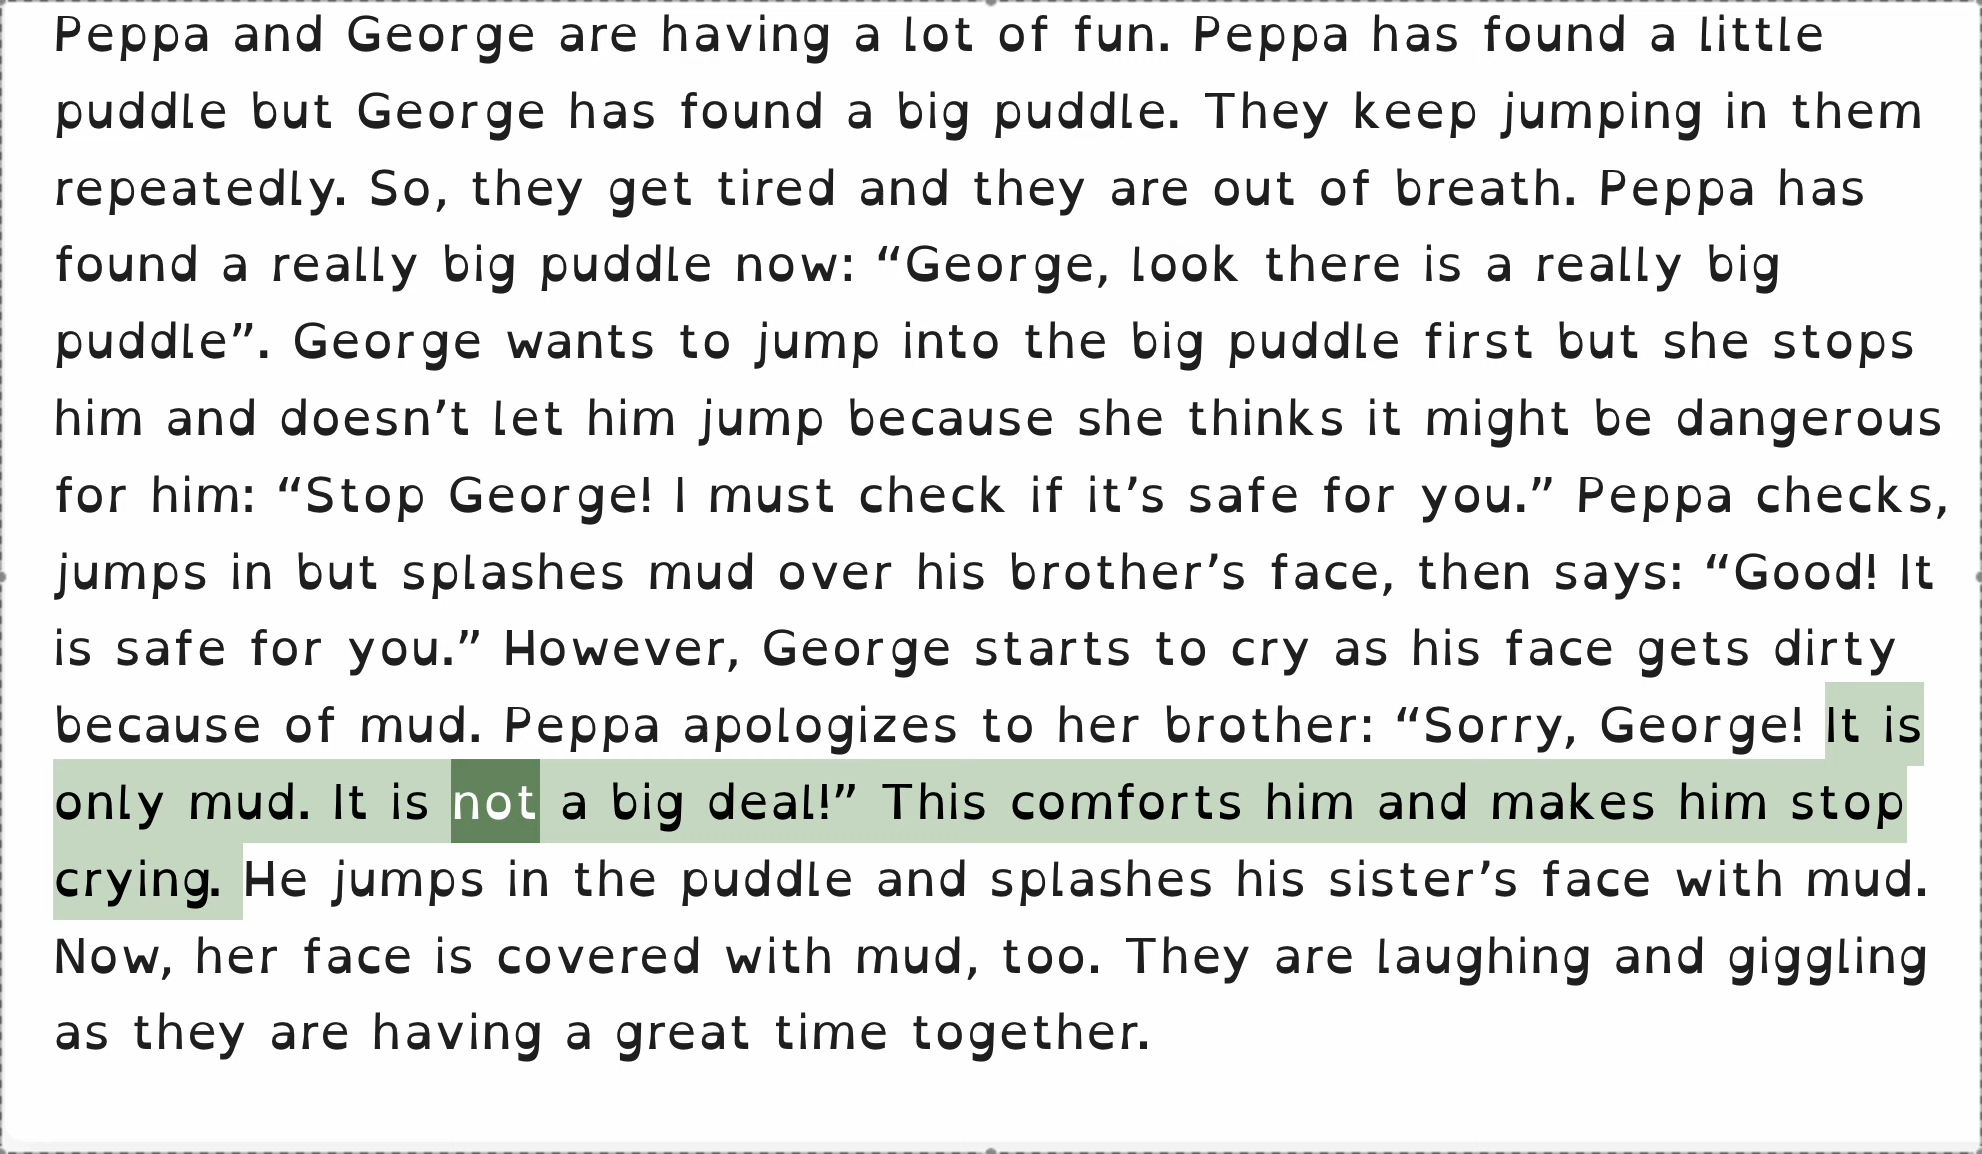 Peppa and George are having a lot of fun. Peppa has found a little
puddle but George has found a big puddle. They keep jumping in them
repeatedly. So, they get tired and they are out of breath. Peppa has
found a really big puddle now: “George, look there is a really big
puddle”. George wants to jump into the big puddle first but she stops
him and doesn’t let him jump because she thinks it might be dangerous
for him: “Stop George! I must check if it’s safe for you.” Peppa checks,
jumps in but splashes mud over his brother’s face, then says: “Good! It
is safe for you.” However, George starts to cry as his face gets dirty
because of mud. Peppa apologizes to her brother: “Sorry, George! It is
only mud. It is not a big deal!” This comforts him and makes him stop
crying. He jumps in the puddle and splashes his sister’s face with mud.
Now, her face is covered with mud, too. They are laughing and giggling
as they are having a great time together.